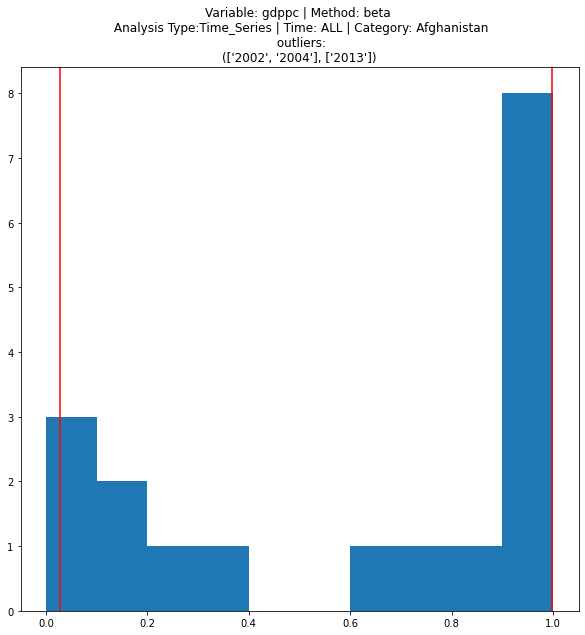 Variable: gdppc | Method: beta
Analysis Type:Time_Series | Time: ALL | Category: Afghanistan
outliers:
(['2002', '2004'], ['2013'])
8
7
6
5
4
3
2
1
0
0.0 0.2 0.4 0.6 0.8 1.0